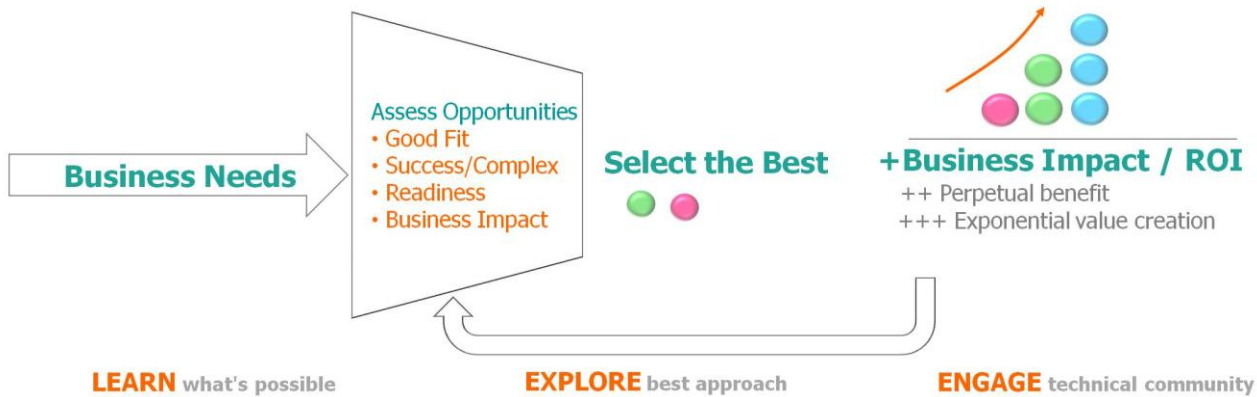 Business Needs
Assess Opportunities
• Good Fit
• Success/Complex
• Readiness
• Business Impact
Select the Best
+Business Impact / ROI
++ Perpetual benefit
+++ Exponential value creation
LEARN what's possible
EXPLORE best approach
ENGAGE technical community